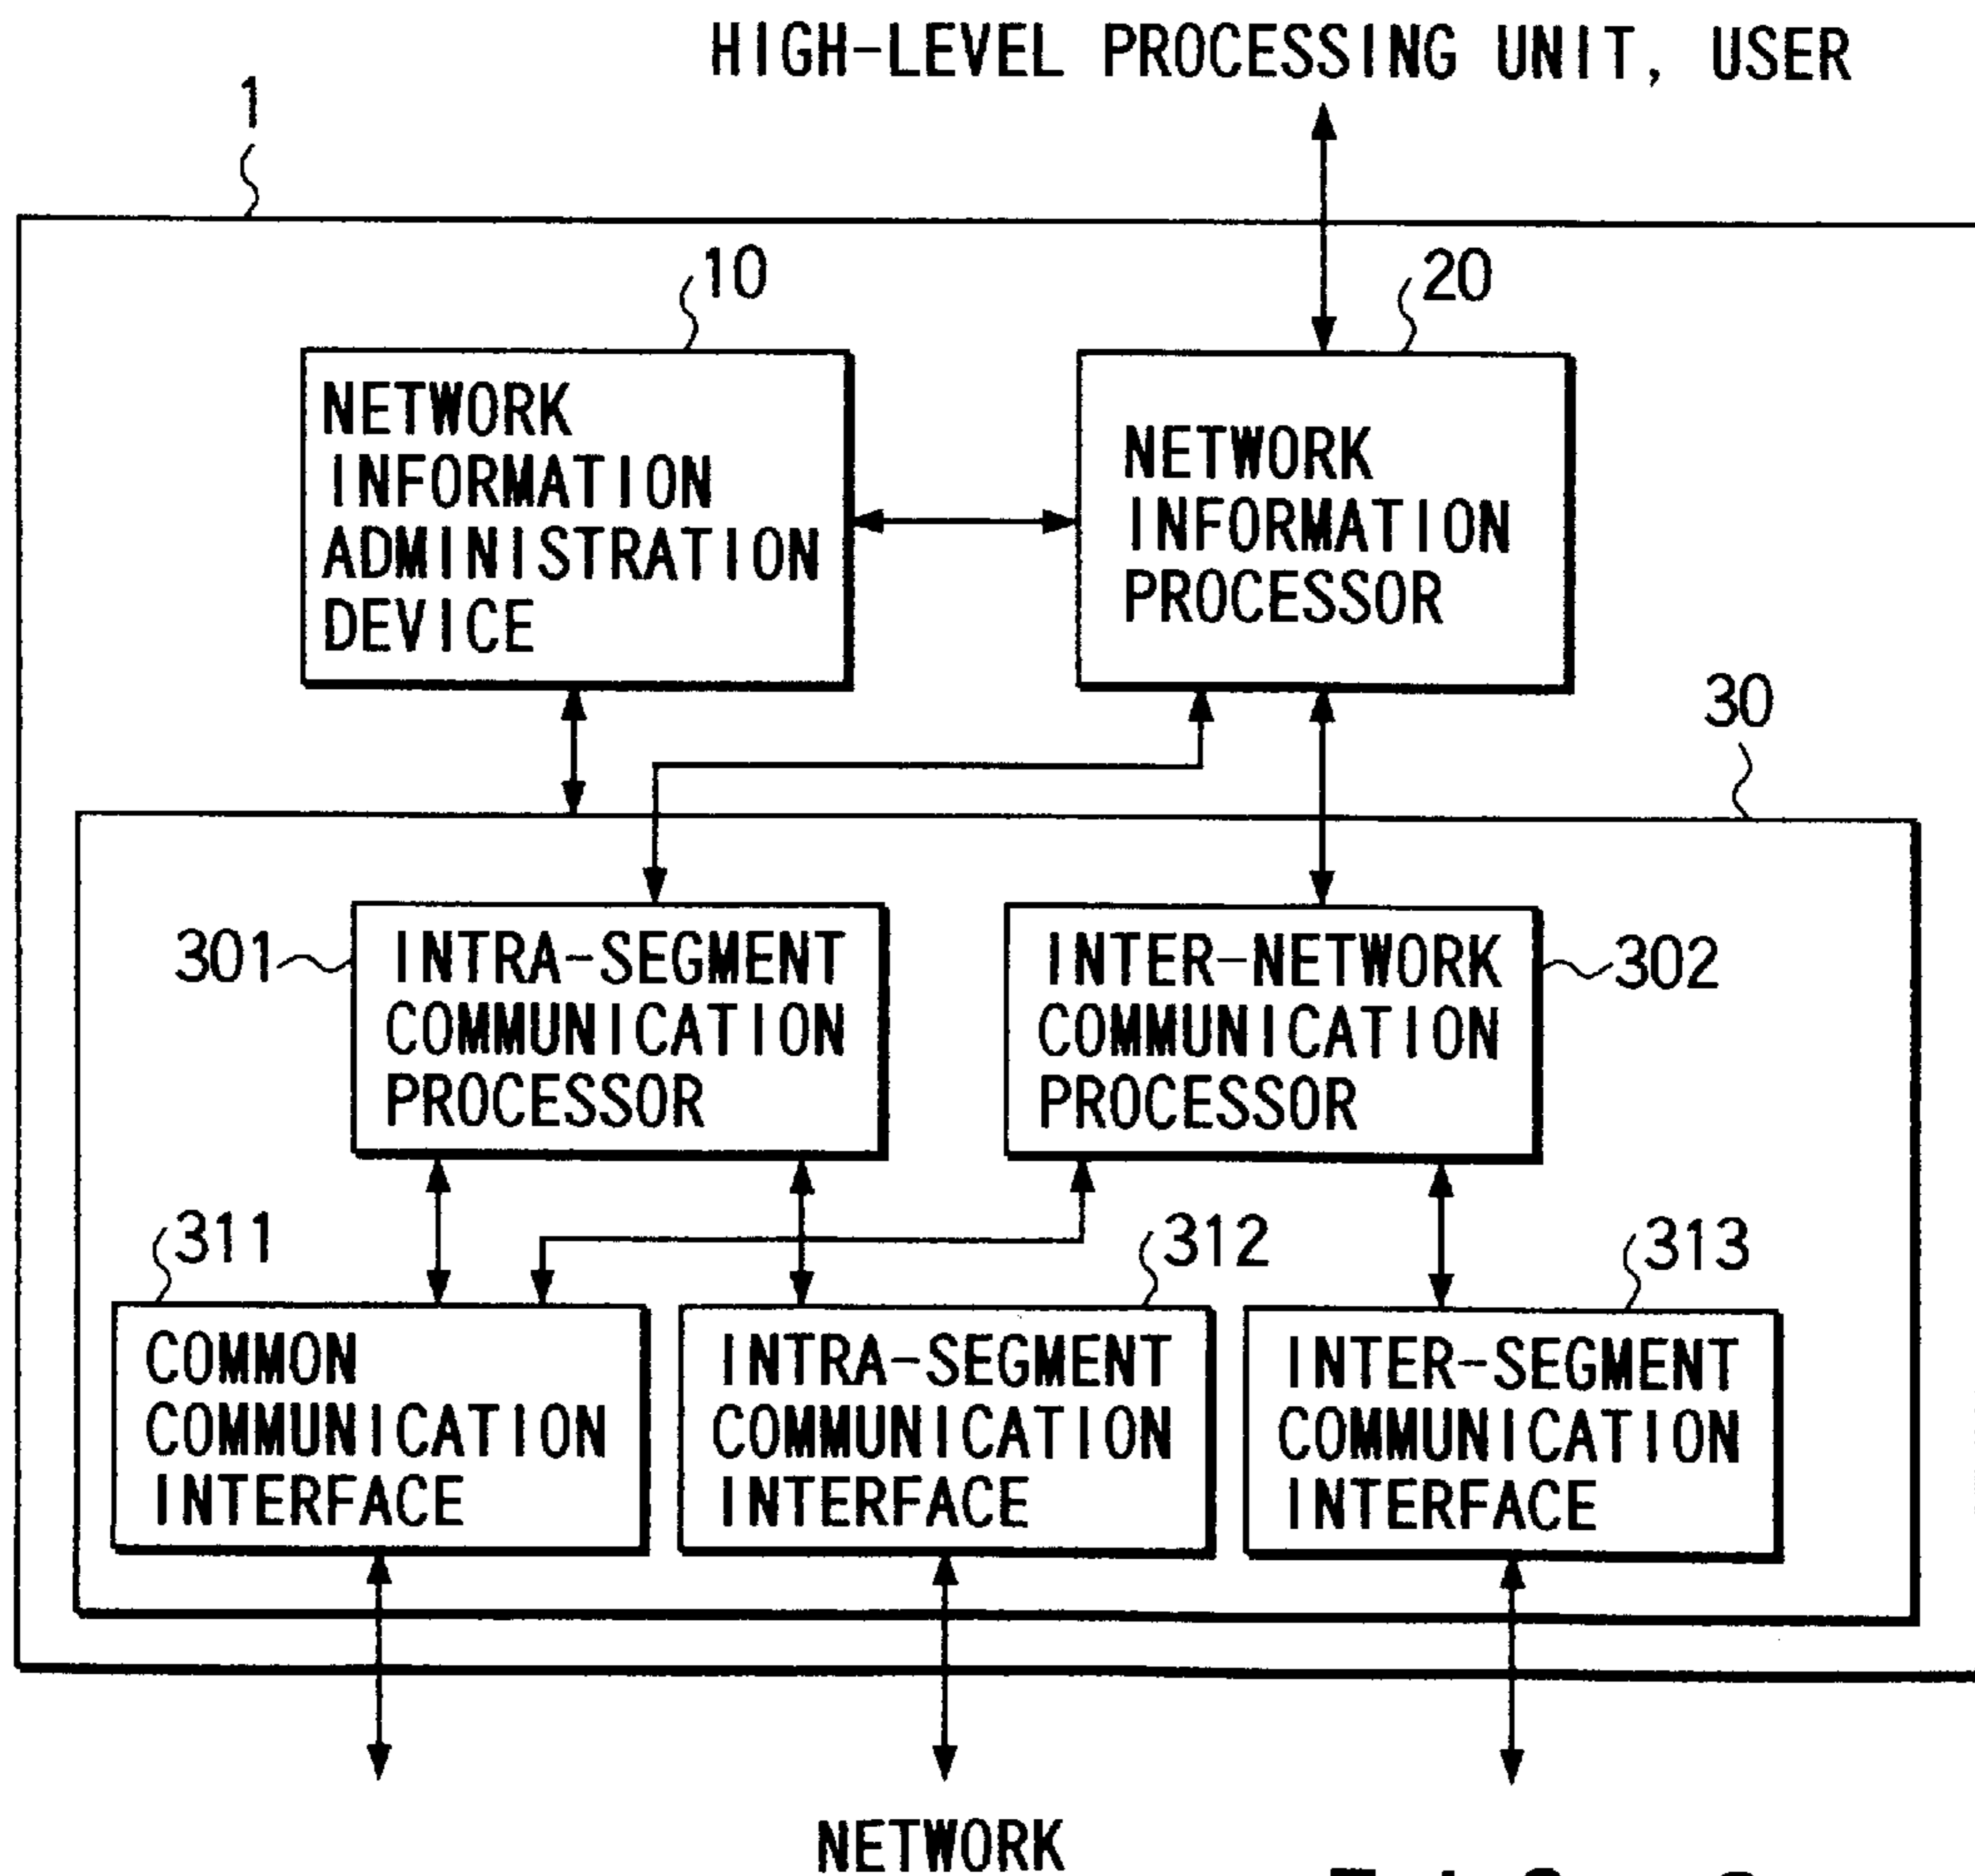 HIGH-LEVEL PROCESSING UNIT, USER
1
10
20
NETWORK
INFORMATION
ADMINISTRATION
DEVICE
NETWORK
INFORMATION
PROCESSOR
30
301
INTRA-SEGMENT
COMMUNICATION
PROCESSOR
INTER-NETWORK
COMMUNICATION
PROCESSOR
302
311
312
313
COMMON
COMMUNICATION
INTERFACE
INTRA-SEGMENT
COMMUNICATION
INTERFACE
INTER-SEGMENT
COMMUNICATION
INTERFACE
NETWORK